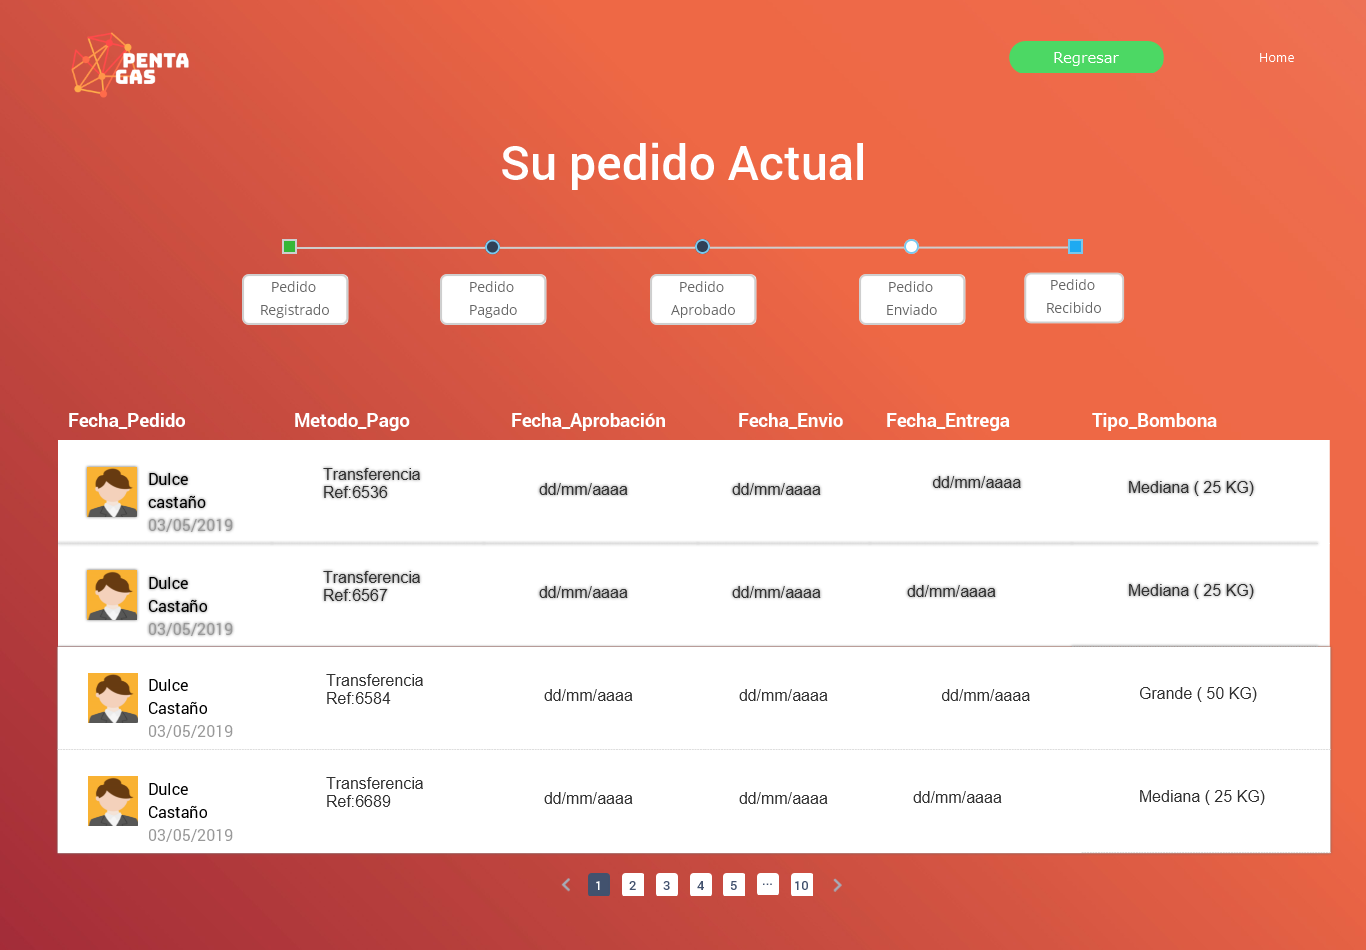 PENTA
GAS
Regresar
Home
Su pedido Actual
Pedido
Registrado
Pedido
Pagado
Pedido
Aprobado
Pedido
Enviado
Pedido
Recibido
Fecha_Pedido Metodo_Pago Fecha_Aprobación Fecha_Envio Fecha_Entrega Tipo_Bombona
Dulce
castaño
03/05/2019
Transferencia
Ref:6536
dd/mm/aaaa
dd/mm/aaaa
dd/mm/aaaa
Mediana ( 25 KG)
Dulce
Castaño
03/05/2019
Transferencia
Ref:6567
dd/mm/aaaa
dd/mm/aaaa
dd/mm/aaaa
Mediana ( 25 KG)
Dulce
Castaño
03/05/2019
Transferencia
Ref:6584
dd/mm/aaaa
dd/mm/aaaa
dd/mm/aaaa
Grande ( 50 KG)
Dulce
Castaño
03/05/2019
Transferencia
Ref:6689
dd/mm/aaaa
dd/mm/aaaa
dd/mm/aaaa
Mediana ( 25 KG)
1 2 3 4 5 ... 10